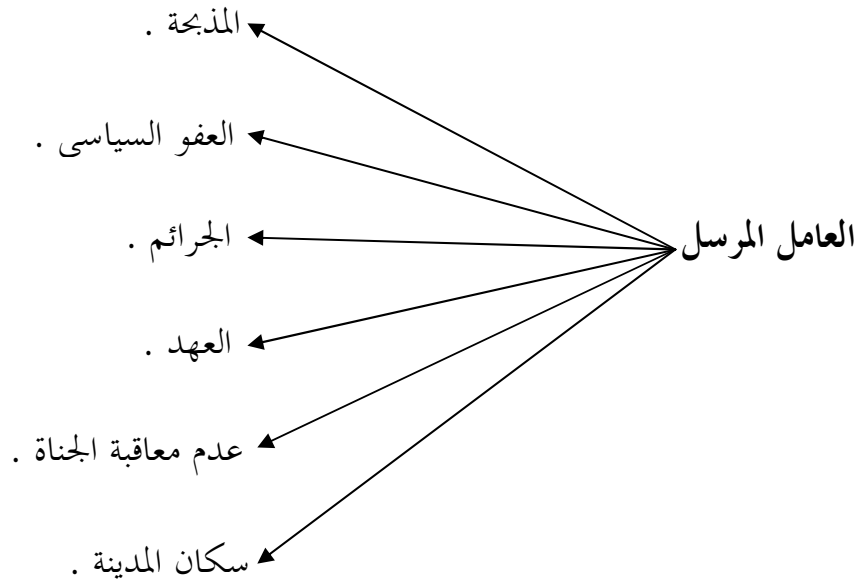 المذبحة .
العفو السياسى .
الجرائم .
العامل المرسل
العهد .
عدم معاقبة الجناة .
سكان المدينة .